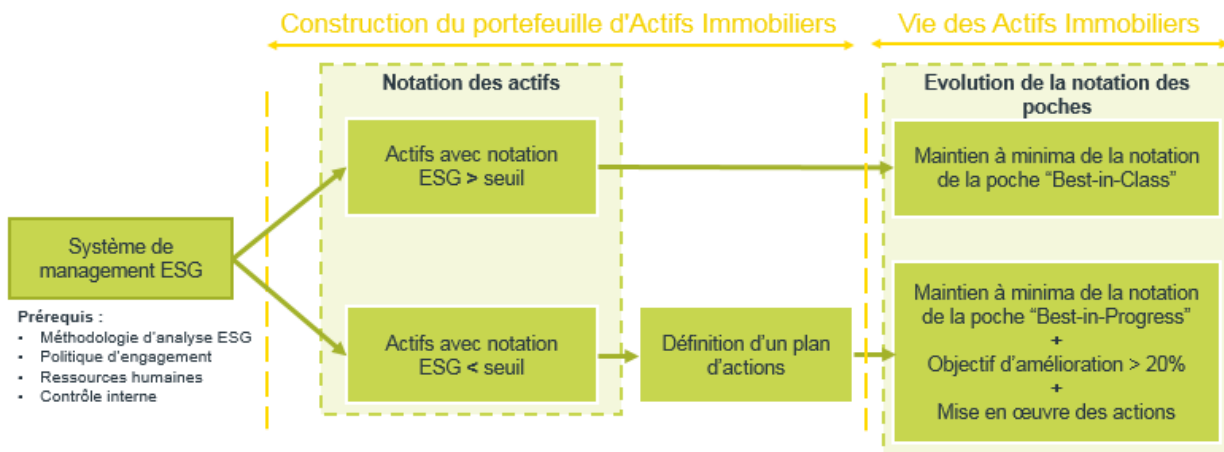 Construction du portefeuille d'Actifs Immobiliers
Vie des Actifs Immobiliers
Notation des actifs
Evolution de la notation des
poches
Actifs avec notation
ESG > seuil
Maintien à minima de la notation
de la poche “Best-in-Class”
Système de
management ESG
Prérequis :
▪ Méthodologie d'analyse ESG
▪ Politique d'engagement
▪ Ressources humaines
▪ Contrôle interne
Actifs avec notation
ESG < seuil
Définition d'un plan
d'actions
Maintien à minima de la notation
de la poche “Best-in-Progress”
+
Objectif d'amélioration > 20%
+
Mise en œuvre des actions